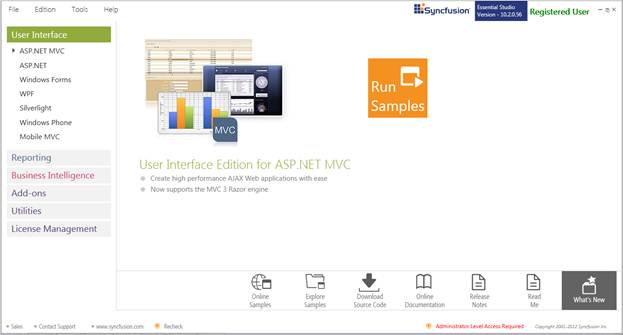 File Edition Tools Help
Syncfusion
Essential Studio
Version - 10.2.0.56
Registered User
User Interface
ASP.NET MVC
ASP.NET
Windows Forms
WPF
Silverlight
Windows Phone
Mobile MVC
Reporting
Business Intelligence
Add-ons
Utilities
License Management
MVC
Run
Samples
User Interface Edition for ASP.NET MVC
Create high performance AJAX Web applications with ease
Now supports the MVC 3 Razor engine
Online
Samples
Explore
Samples
Download
Source Code
Online
Documentation
Release
Notes
Read
Me
What's New
Sales
Contact Support
www.syncfusion.com
Recheck
Administrator Level Access Required
Copyright 2001-2012 Syncfusion Inc.